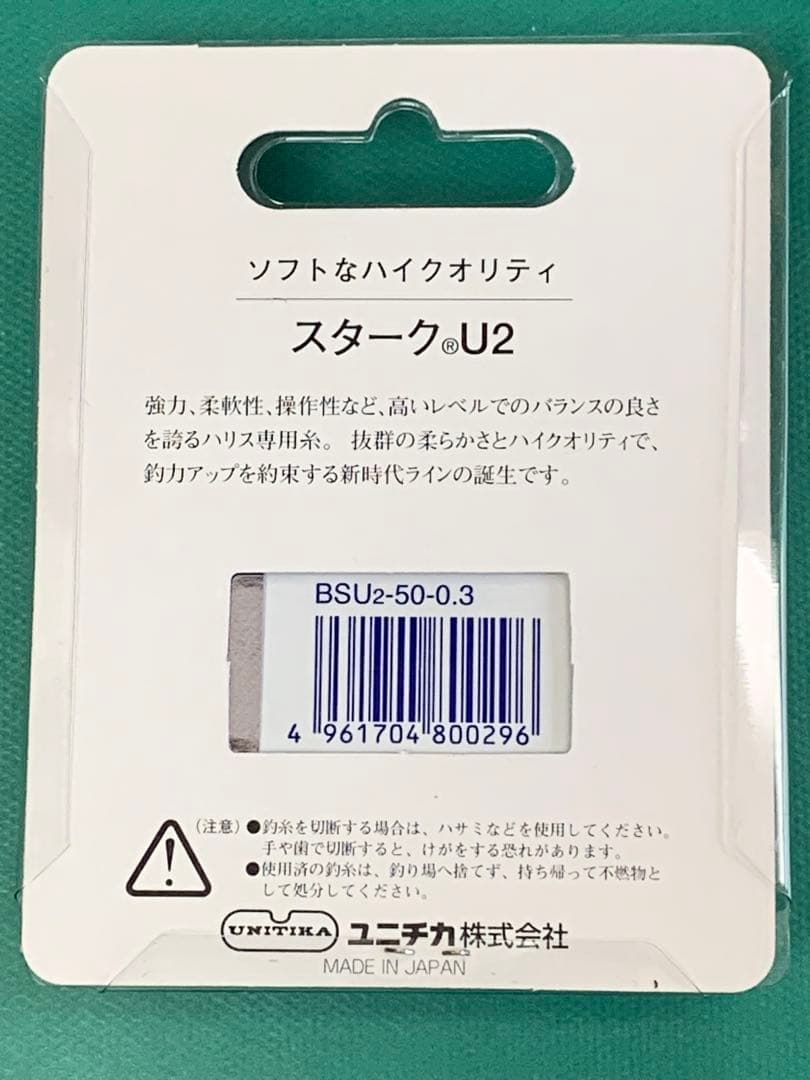 ソフトなハイクオリティ
スターク®U2
強力、柔軟性、操作性など、高いレベルでのバランスの良さ
を誇るハリス専用糸。 抜群の柔らかさとハイクオリティで、
釣力アップを約束する新時代ラインの誕生です。
BSU2-50-0.3
4 961704 800296
(注意) ●釣糸を切断する場合は、ハサミなどを使用してください。
手や歯で切断すると、けがをする恐れがあります。
●使用済の釣糸は、釣り場へ捨てず、持ち帰って不燃物と
して処分してください。
UNITIKA ユニチカ株式会社
MADE IN JAPAN